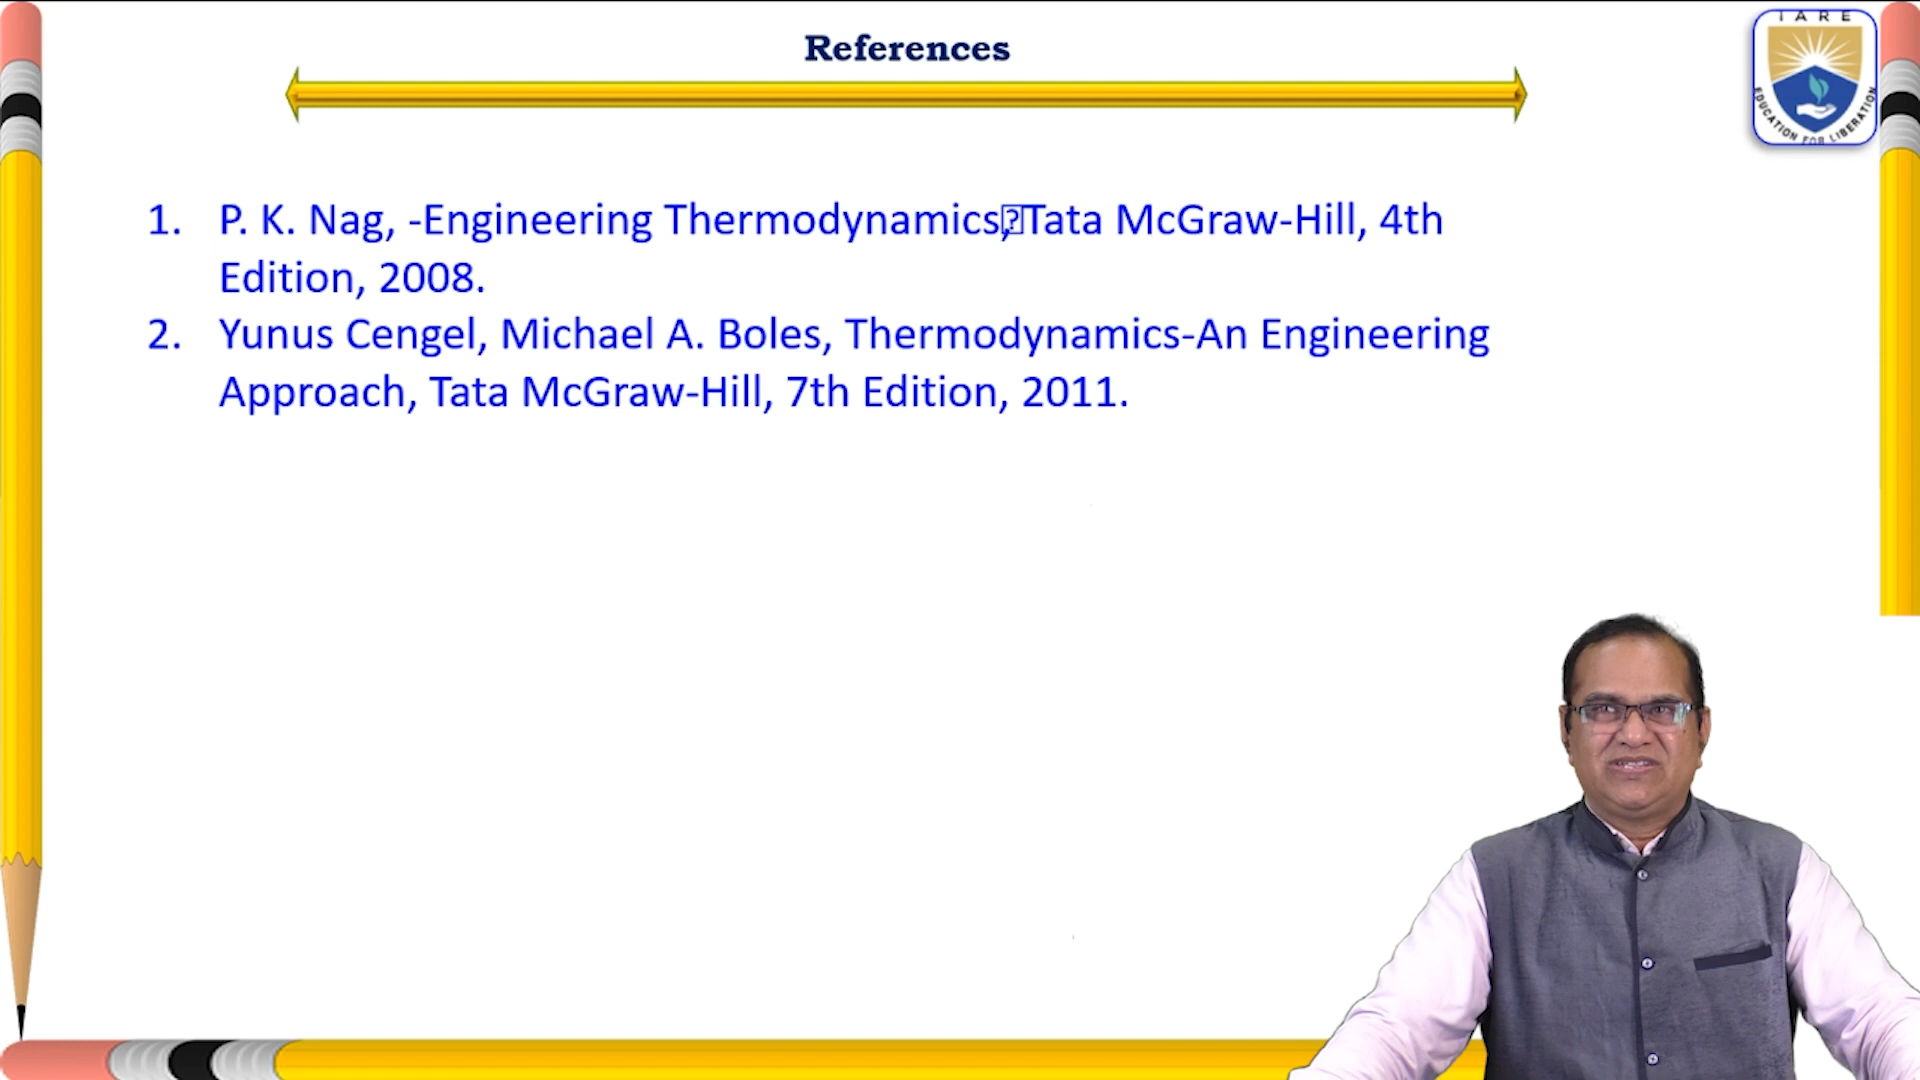 References
IARE
EDUCATION FOR LIBERATION
1. P. K. Nag, -Engineering Thermodynamics,⍰Tata McGraw-Hill, 4th
Edition, 2008.
2. Yunus Cengel, Michael A. Boles, Thermodynamics-An Engineering
Approach, Tata McGraw-Hill, 7th Edition, 2011.